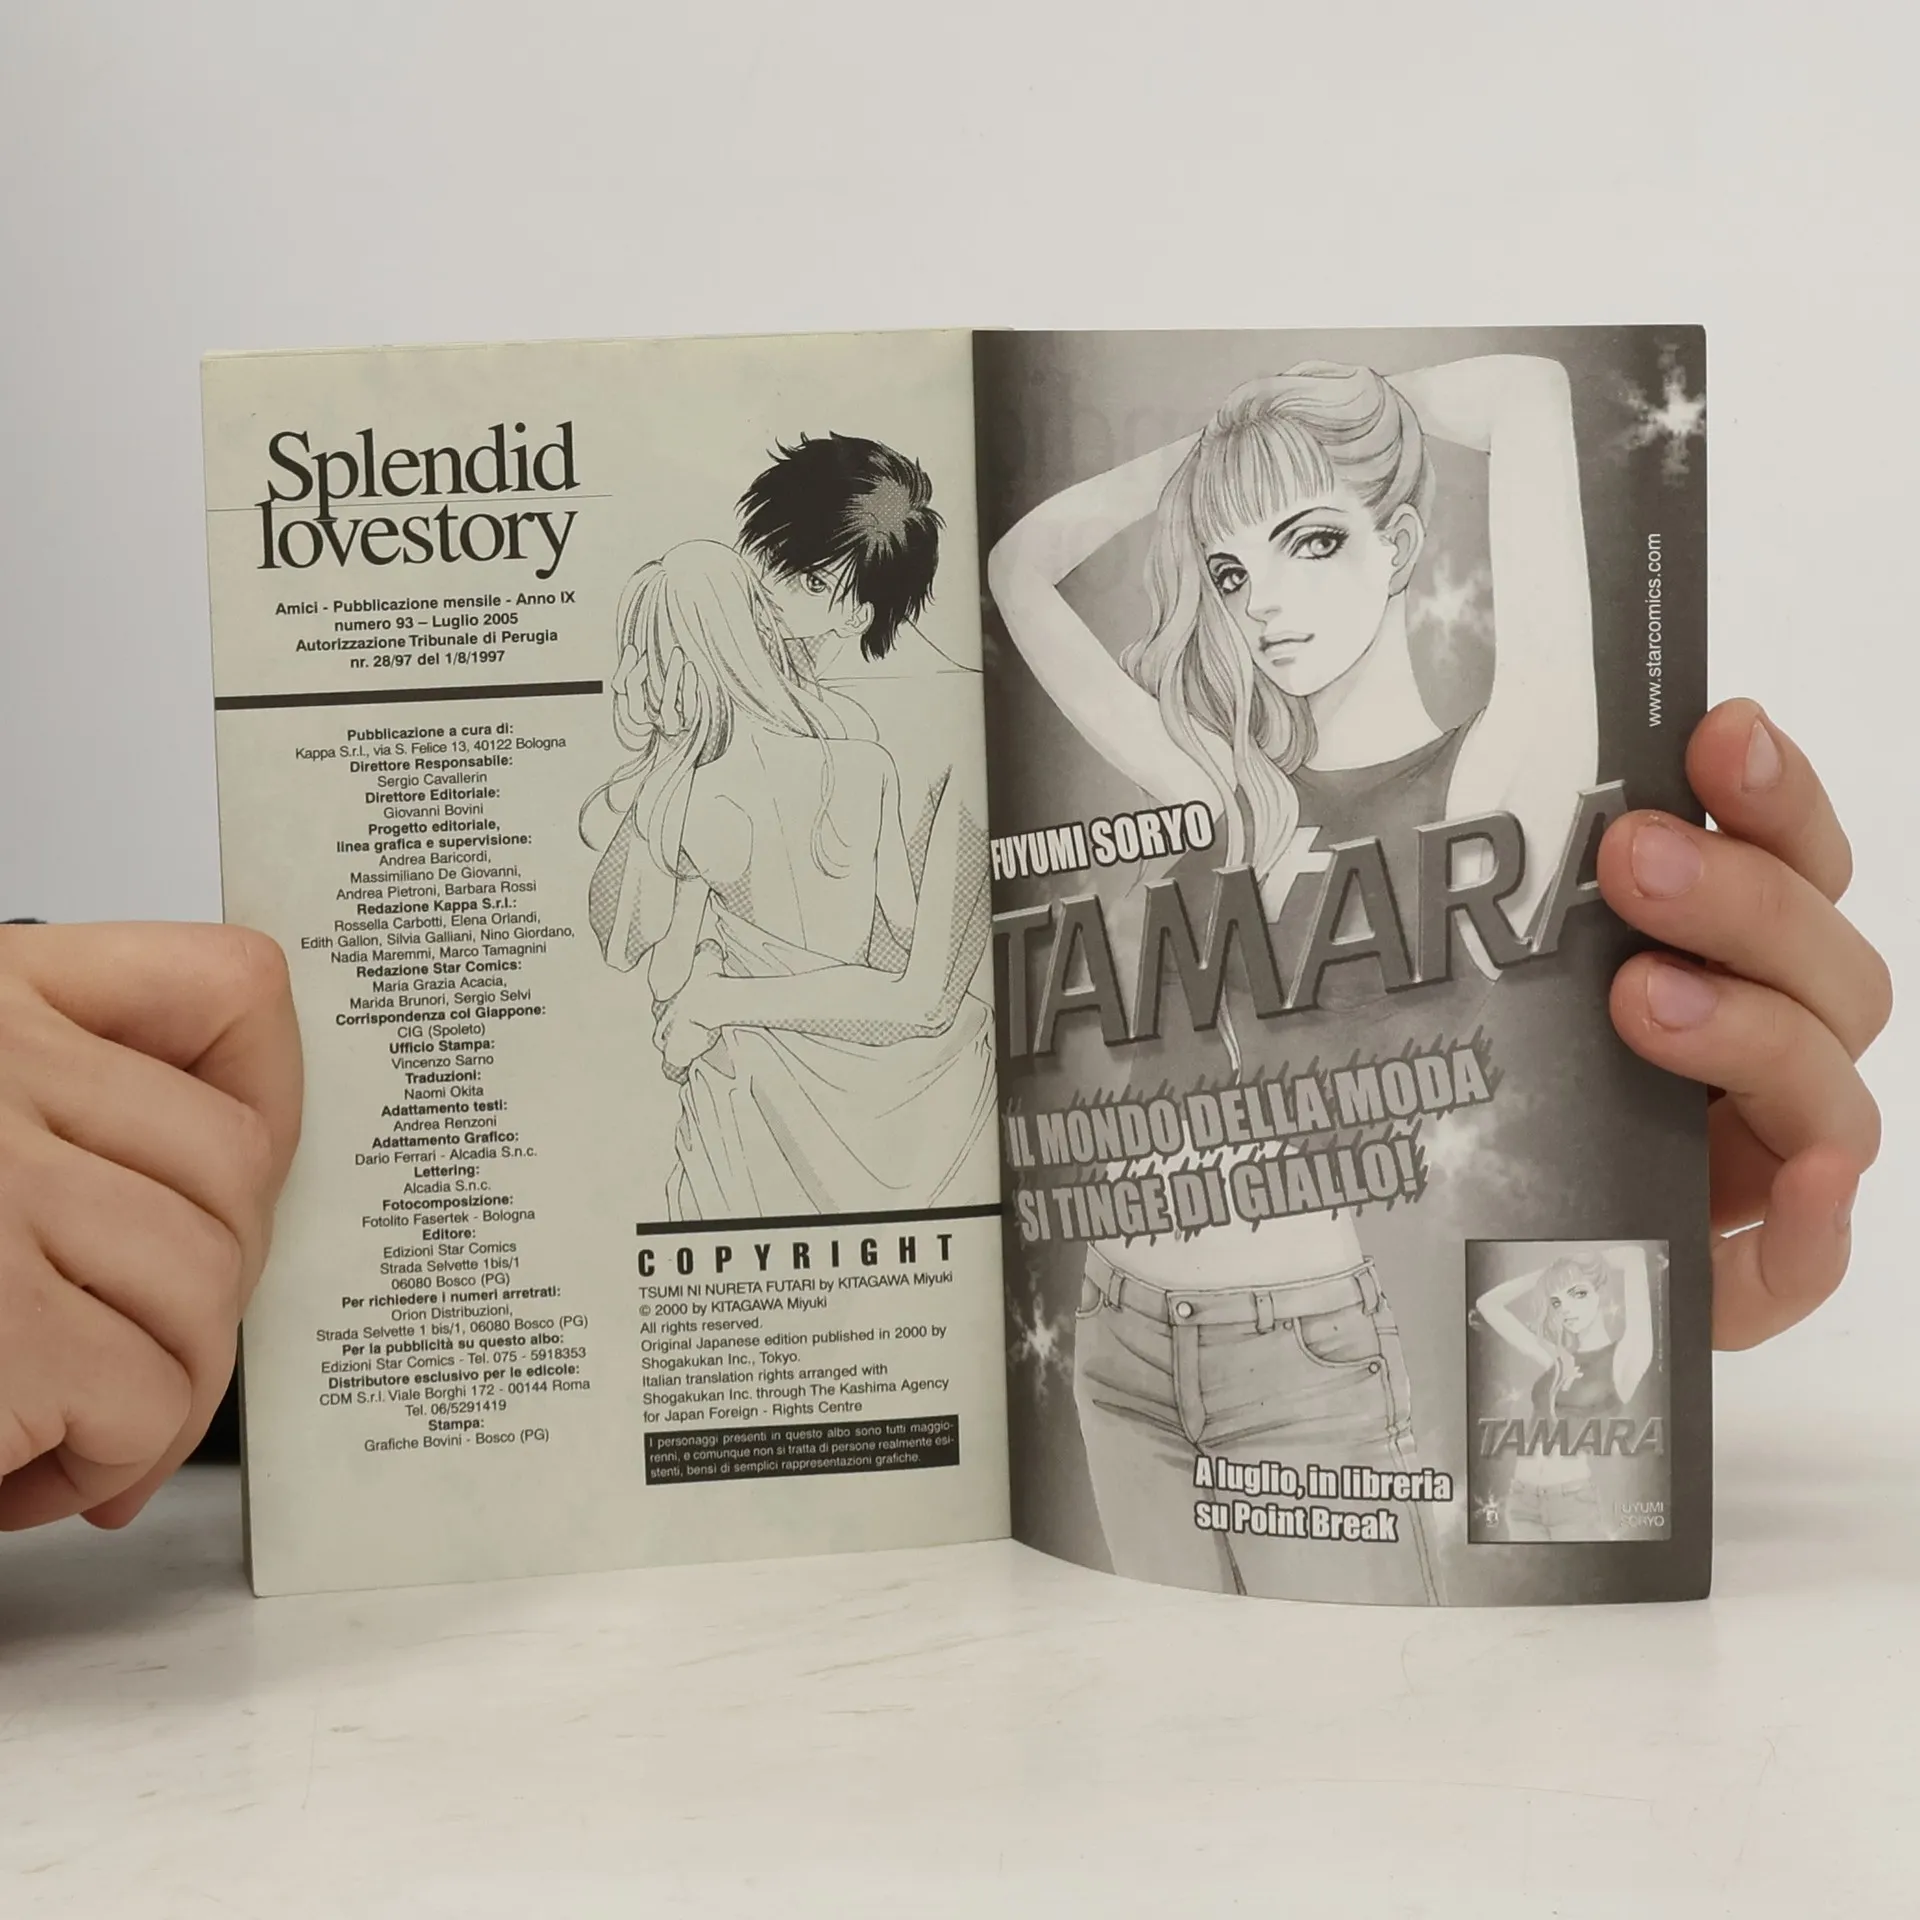 Splendid
lovestory
Amici - Pubblicazione mensile - Anno IX
numero 93 – Luglio 2005
Autorizzazione Tribunale di Perugia
nr. 28/97 del 1/8/1997
Pubblicazione a cura di:
Kappa S.r.l., via S. Felice 13, 40122 Bologna
Direttore Responsabile:
Sergio Cavallerin
Direttore Editoriale:
Giovanni Bovini
Progetto editoriale,
linea grafica e supervisione:
Andrea Baricordi,
Massimiliano De Giovanni,
Andrea Pietroni, Barbara Rossi
Redazione Kappa S.r.l.:
Rossella Carbotti, Elena Orlandi,
Edith Gallon, Silvia Galliani, Nino Giordano,
Nadia Maremmi, Marco Tamagnini
Redazione Star Comics:
Maria Grazia Acacia,
Marida Brunori, Sergio Selvi
Corrispondenza col Giappone:
CIG (Spoleto)
Ufficio Stampa:
Vincenzo Sarno
Traduzioni:
Naomi Okita
Adattamento testi:
Andrea Renzoni
Adattamento Grafico:
Dario Ferrari - Alcadia S.n.c.
Lettering:
Alcadia S.n.c.
Fotocomposizione:
Fotolito Fasertek - Bologna
Editore:
Edizioni Star Comics
Strada Selvette 1bis/1
06080 Bosco (PG)
Per richiedere i numeri arretrati:
Orion Distribuzioni,
Strada Selvette 1 bis/1, 06080 Bosco (PG)
Per la pubblicità su questo albo:
Edizioni Star Comics - Tel. 075 - 5918353
Distributore esclusivo per le edicole:
CDM S.r.l. Viale Borghi 172 - 00144 Roma
Tel. 06/5291419
Stampa:
Grafiche Bovini - Bosco (PG)
COPYRIGHT
TSUMI NI NURETA FUTARI by KITAGAWA Miyuki
© 2000 by KITAGAWA Miyuki
All rights reserved.
Original Japanese edition published in 2000 by
Shogakukan Inc., Tokyo.
Italian translation rights arranged with
Shogakukan Inc. through The Kashima Agency
for Japan Foreign - Rights Centre
I personaggi presenti in questo albo sono tutti maggio-
renni, e comunque non si tratta di persone realmente esi-
stenti, bensì di semplici rappresentazioni grafiche.
www.starcomics.com
FUYUMI SORYO
TAMARA
IL MONDO DELLA MODA
SI TINGE DI GIALLO!
A luglio, in libreria
su Point Break
TAMARA
FUYUMI
SORYO